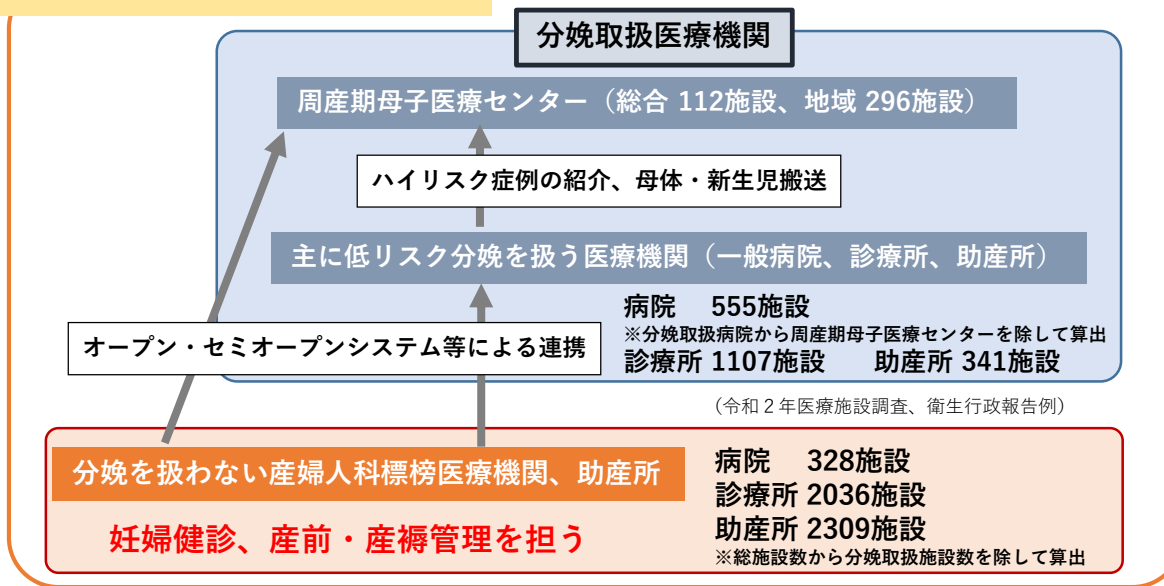 分娩取扱医療機関
周産期母子医療センター（総合 112施設、地域 296施設）
ハイリスク症例の紹介、母体・新生児搬送
主に低リスク分娩を扱う医療機関（一般病院、診療所、助産所）
病院 555施設
※分娩取扱病院から周産期母子医療センターを除して算出
診療所 1107施設 助産所 341施設
オープン・セミオープンシステム等による連携
（令和２年医療施設調査、衛生行政報告例）
分娩を扱わない産婦人科標榜医療機関、助産所
妊婦健診、産前・産褥管理を担う
病院 328施設
診療所 2036施設
助産所 2309施設
※総施設数から分娩取扱施設数を除して算出